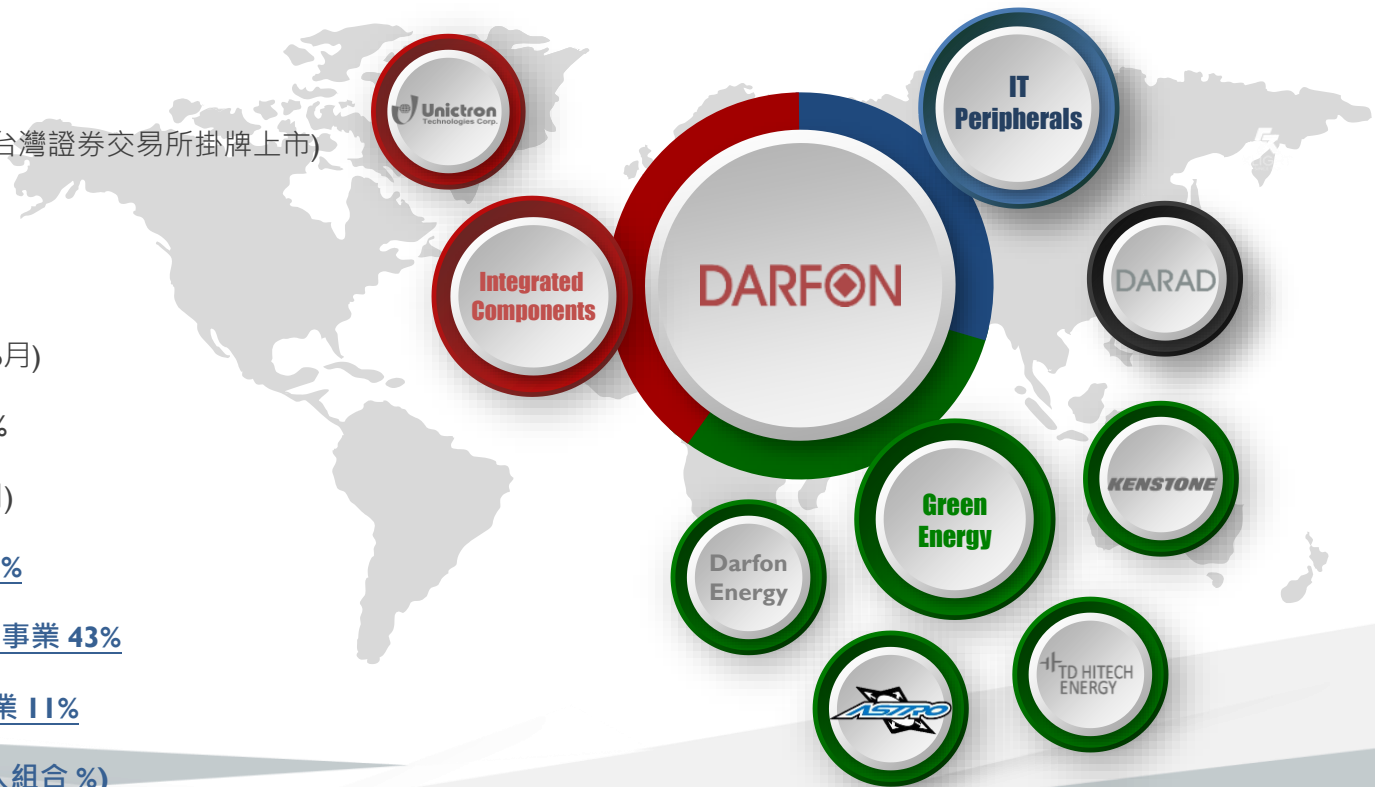 台灣證券交易所掛牌上市)
月)
%
)
%
事業 43%
業 11%
組合 %)
Unictron
Technologies Corp.
Integrated
Components
DARFON
IT
Peripherals
DARAD
KENSTONE
Green
Energy
Darfon
Energy
ASTRO
TD HITECH
ENERGY